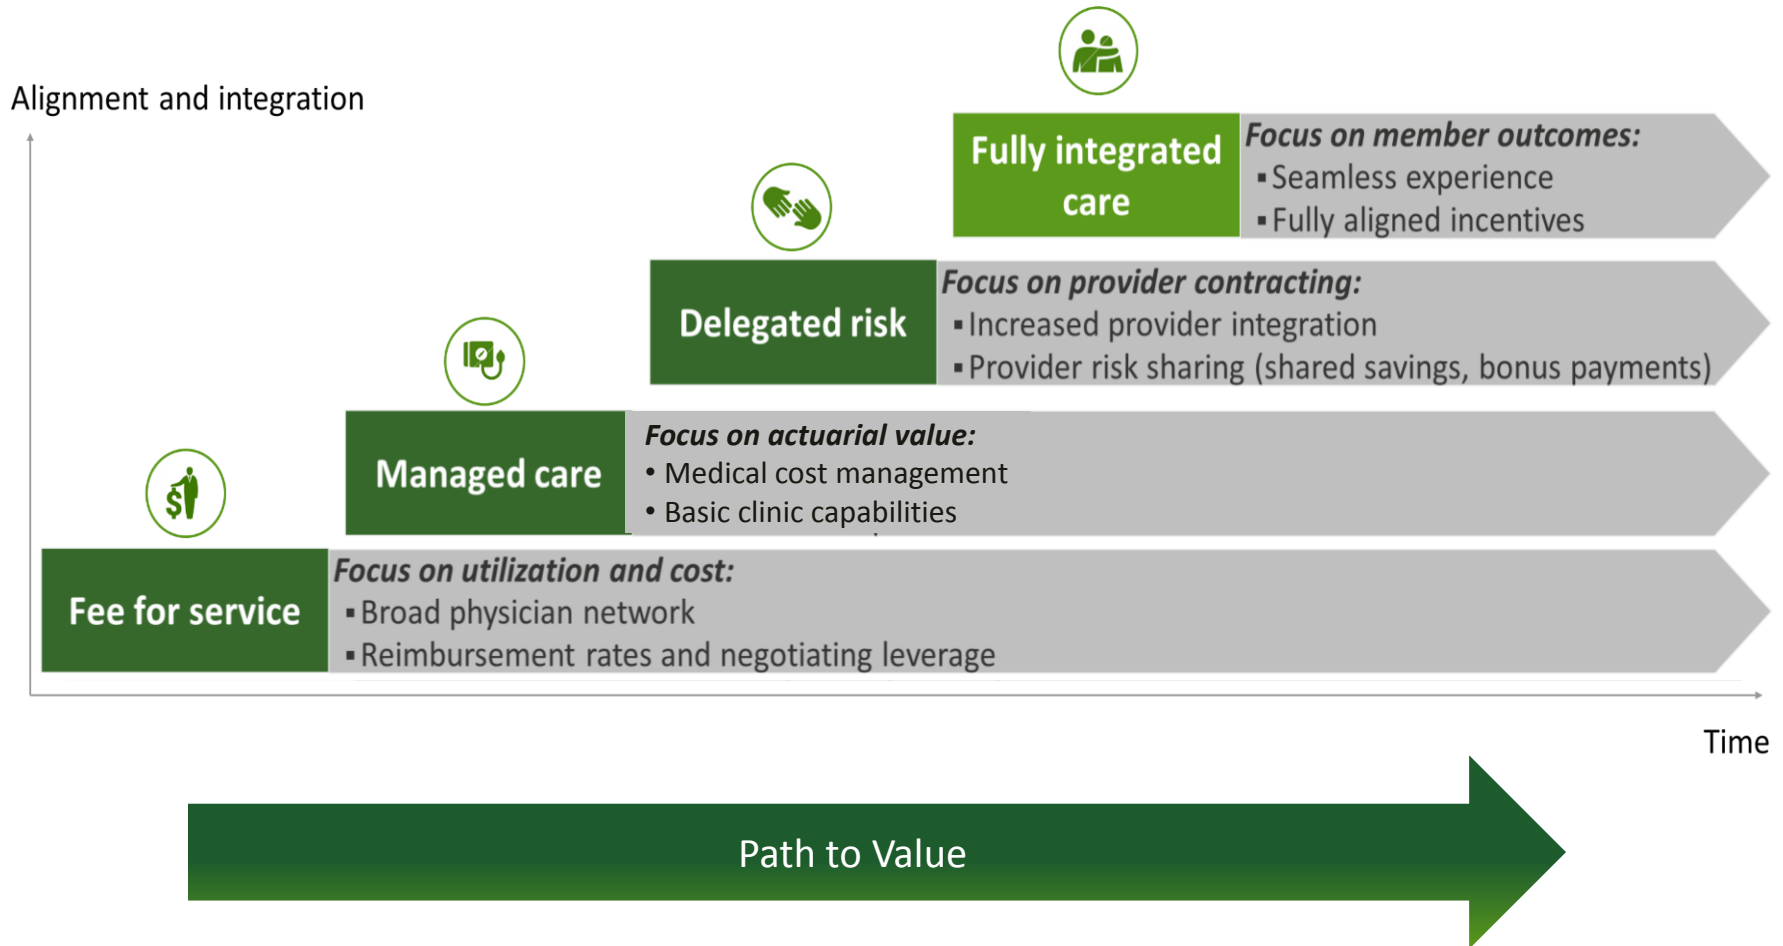 Alignment and integration
Fully integrated
care
Focus on member outcomes:
▪ Seamless experience
▪ Fully aligned incentives
Delegated risk
Focus on provider contracting:
▪ Increased provider integration
▪ Provider risk sharing (shared savings, bonus payments)
Managed care
Focus on actuarial value:
• Medical cost management
• Basic clinic capabilities
$
Fee for service
Focus on utilization and cost:
▪ Broad physician network
▪ Reimbursement rates and negotiating leverage
Time
Path to Value